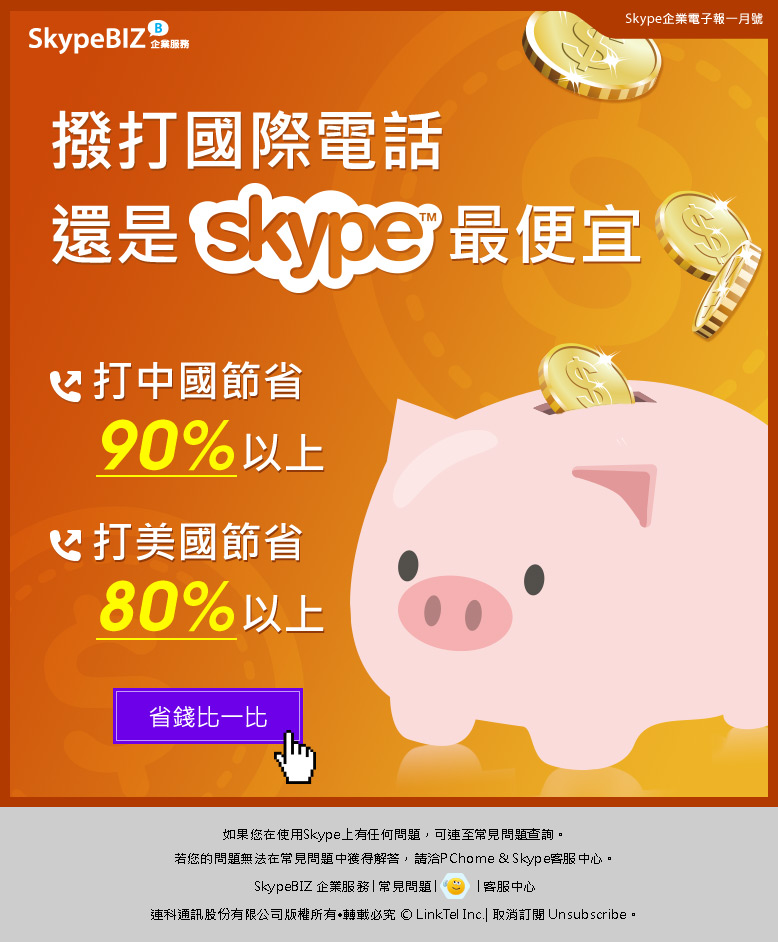 Skype企業電子報一月號
SkypeBIZ B 企業服務
撥打國際電話
還是 skype™ 最便宜
打中國節省
90%以上
打美國節省
80%以上
省錢比一比
如果您在使用Skype上有任何問題，可連至常見問題查詢。
若您的問題無法在常見問題中獲得解答，請洽PChome & Skype客服中心。
SkypeBIZ 企業服務 | 常見問題 | | 客服中心
連科通訊股份有限公司版權所有•轉載必究 © LinkTel Inc.| 取消訂閱 Unsubscribe。